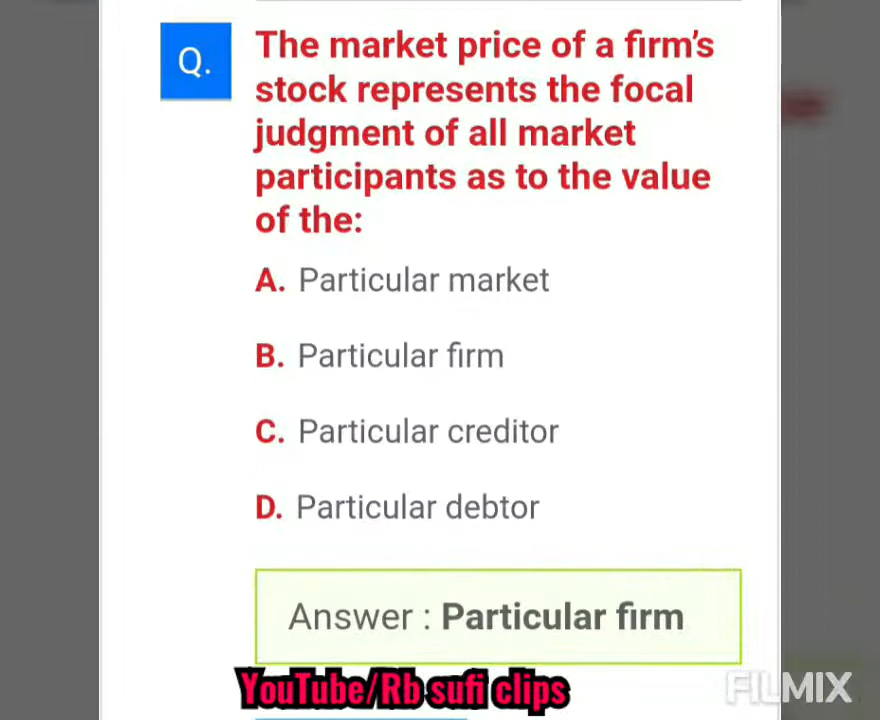 Q.
The market price of a firm's
stock represents the focal
judgment of all market
participants as to the value
of the:
A. Particular market
B. Particular firm
C. Particular creditor
D. Particular debtor
Answer : Particular firm
YouTube/Rb sufi clips
FILMIX